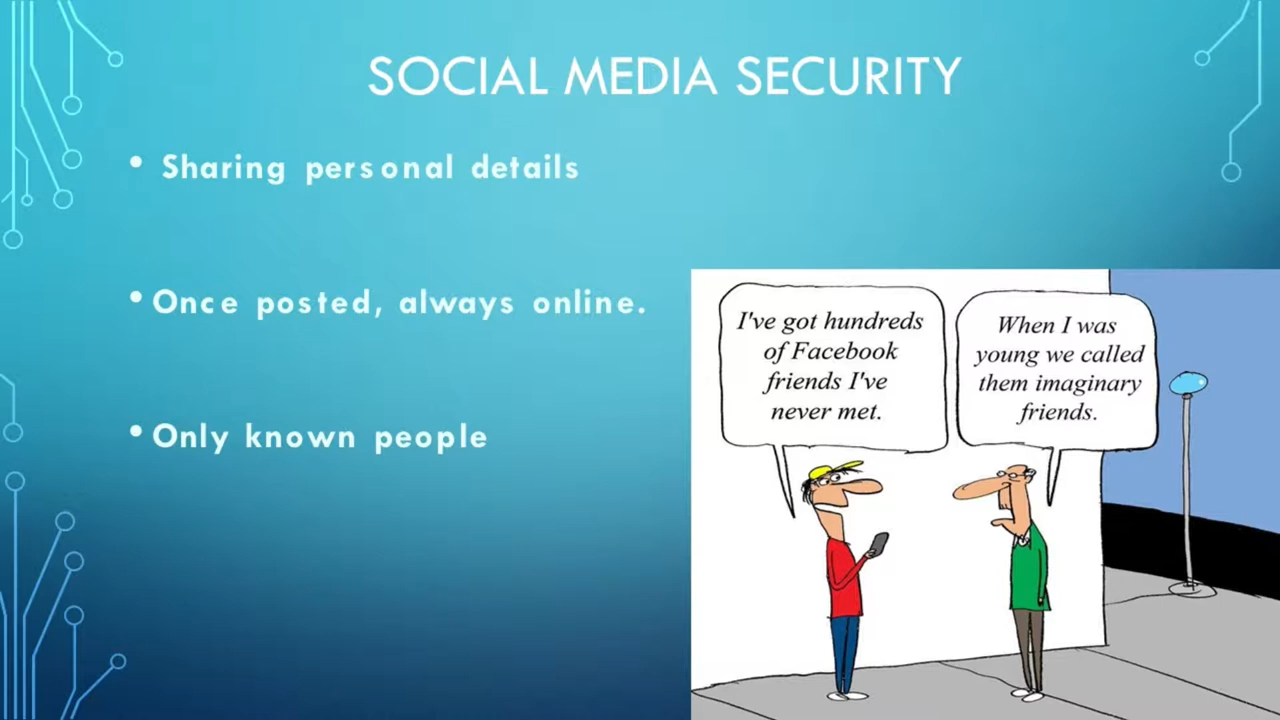 SOCIAL MEDIA SECURITY
• Sharing personal details
• Once posted, always online.
• Only known people
I've got hundreds
of Facebook
friends I've
never met.
When I was
young we called
them imaginary
friends.